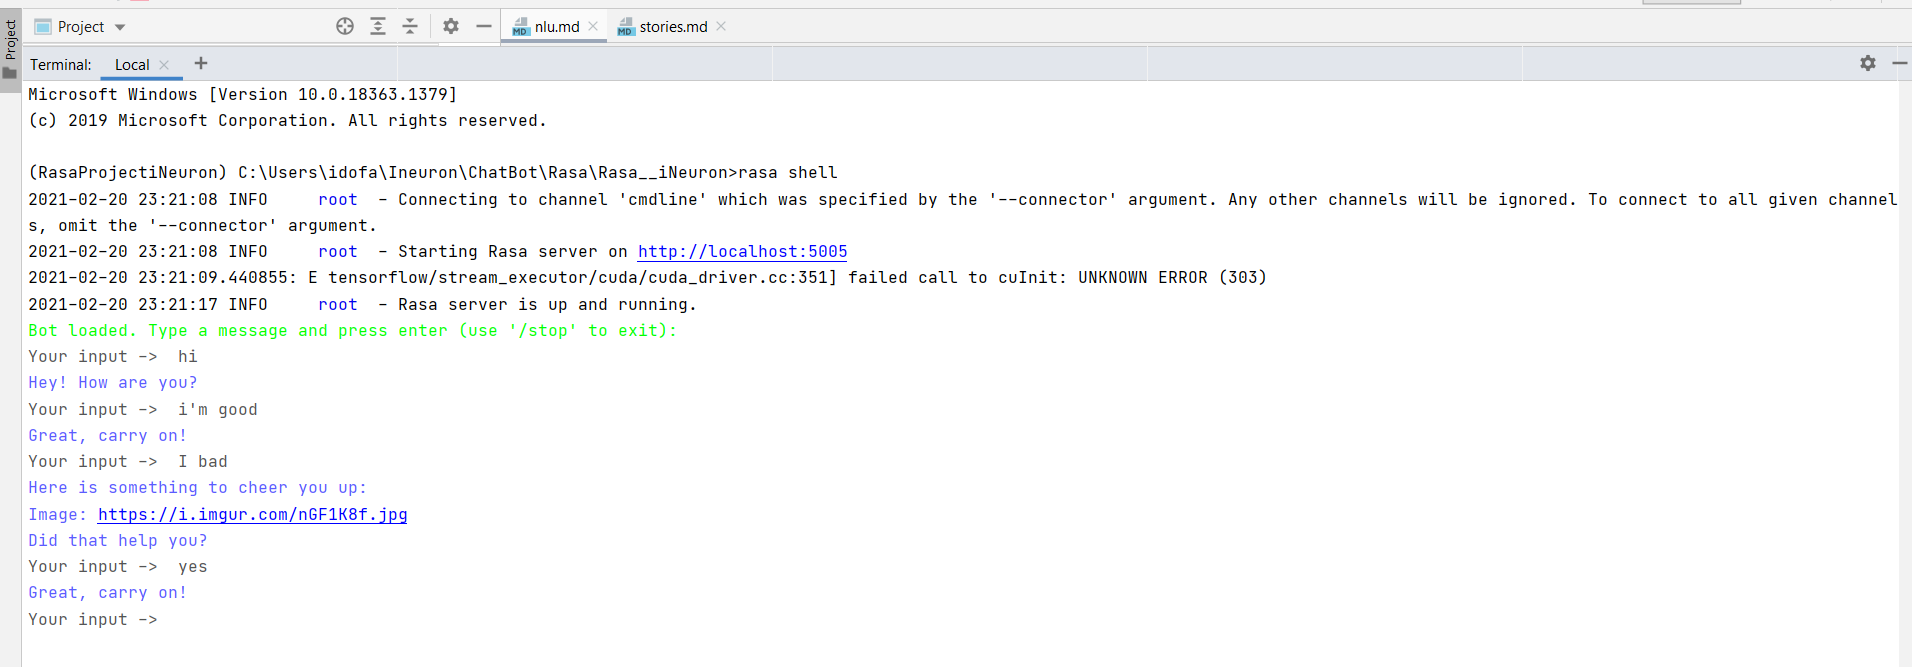 Project
Project
nlu.md
stories.md
Terminal: Local +
Microsoft Windows [Version 10.0.18363.1379]
(c) 2019 Microsoft Corporation. All rights reserved.
(RasaProjectiNeuron) C:\Users\idofa\Ineuron\ChatBot\Rasa\Rasa__iNeuron>rasa shell
2021-02-20 23:21:08 INFO     root  - Connecting to channel 'cmdline' which was specified by the '--connector' argument. Any other channels will be ignored. To connect to all given channel
s, omit the '--connector' argument.
2021-02-20 23:21:08 INFO     root  - Starting Rasa server on http://localhost:5005
2021-02-20 23:21:09.440855: E tensorflow/stream_executor/cuda/cuda_driver.cc:351] failed call to cuInit: UNKNOWN ERROR (303)
2021-02-20 23:21:17 INFO     root  - Rasa server is up and running.
Bot loaded. Type a message and press enter (use '/stop' to exit):
Your input ->  hi
Hey! How are you?
Your input ->  i'm good
Great, carry on!
Your input ->  I bad
Here is something to cheer you up:
Image: https://i.imgur.com/nGF1K8f.jpg
Did that help you?
Your input ->  yes
Great, carry on!
Your input ->